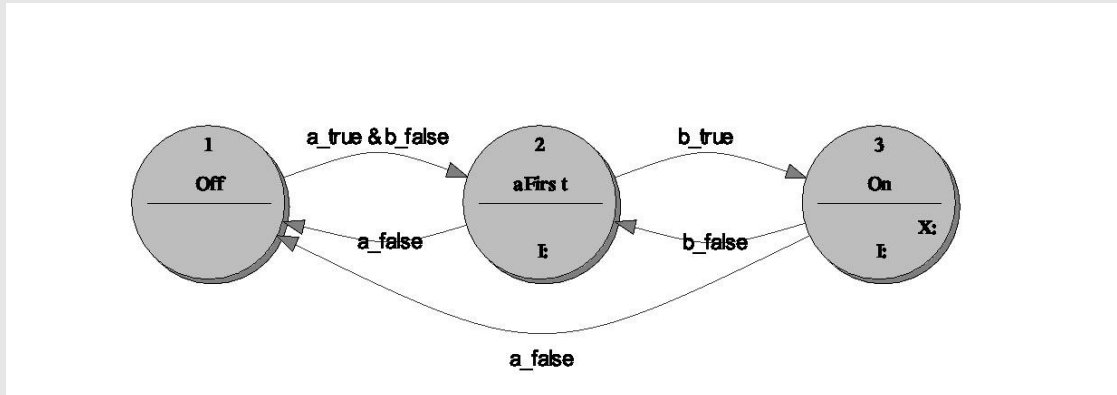 1
Off
a_true & b_false
2
aFirs t
I:
b_true
3
On
X:
I:
a_false
b_false
a_false